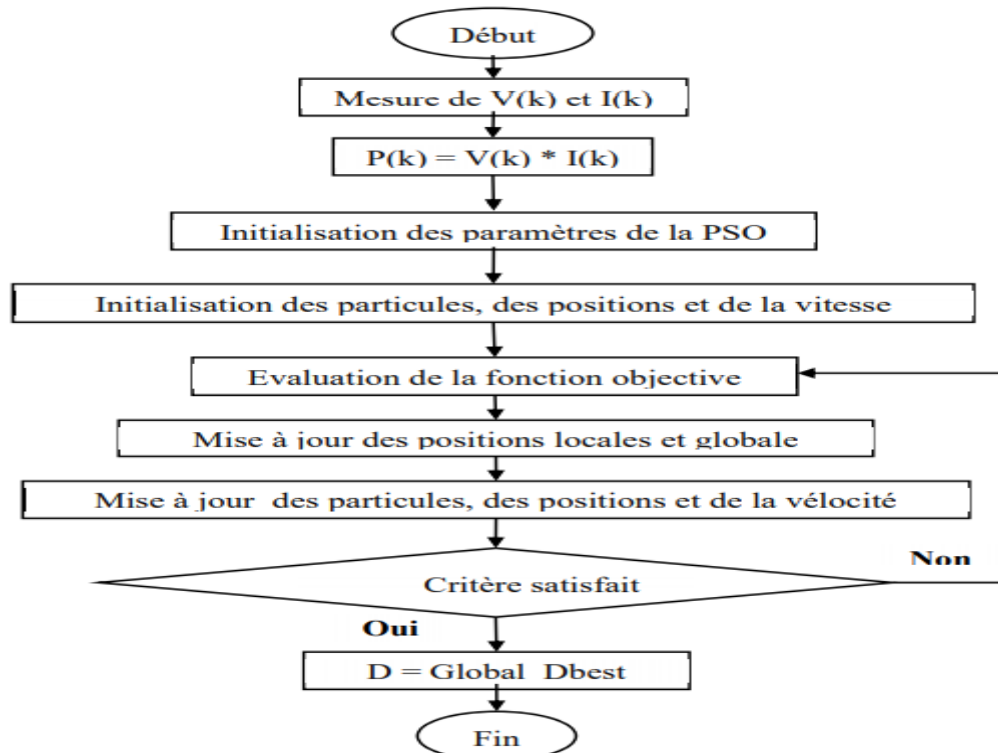 Début
Mesure de V(k) et I(k)
P(k) = V(k) * I(k)
Initialisation des paramètres de la PSO
Initialisation des particules, des positions et de la vitesse
Evaluation de la fonction objective
Mise à jour des positions locales et globale
Mise à jour des particules, des positions et de la vélocité
Non
Critère satisfait
Oui
D = Global Dbest
Fin